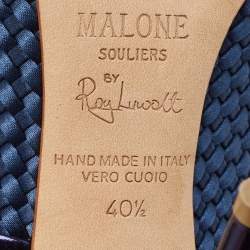 MALONE
SOULIERS
BY
Roy Luwolt
HAND MADE IN ITALY
VERO CUOIO
40½